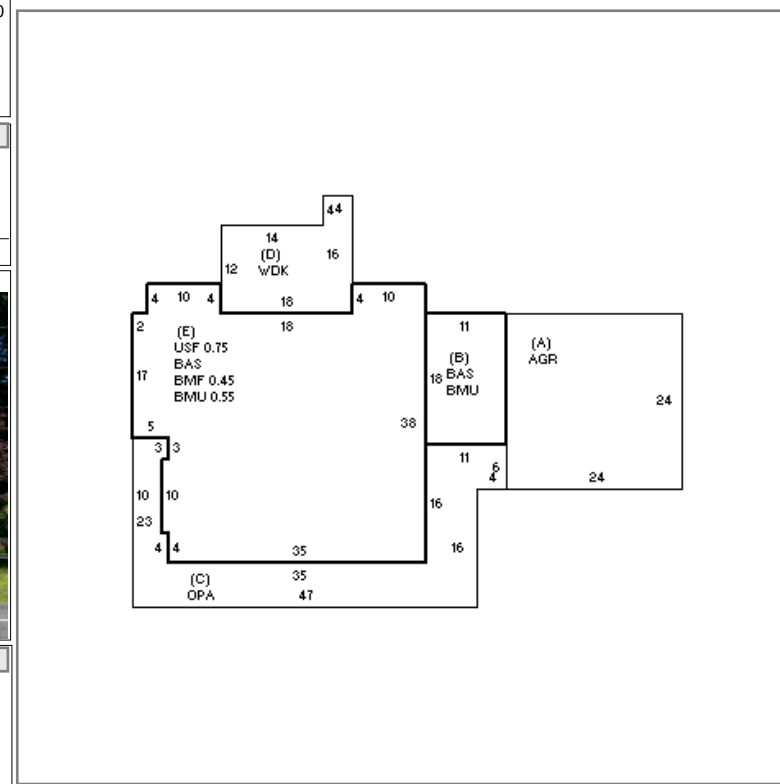 0
44
14
(D)
WDK
16
12
4 10 4
18
4 10
2
18
11
(E)
USF 0.75
BAS
BMF 0.45
BMU 0.55
(B)
BAS
BMU
(A)
AGR
17
18
24
5
38
3 3
11
6
4
24
10 10
16
23
4 4
35
16
(C)
OPA
35
47